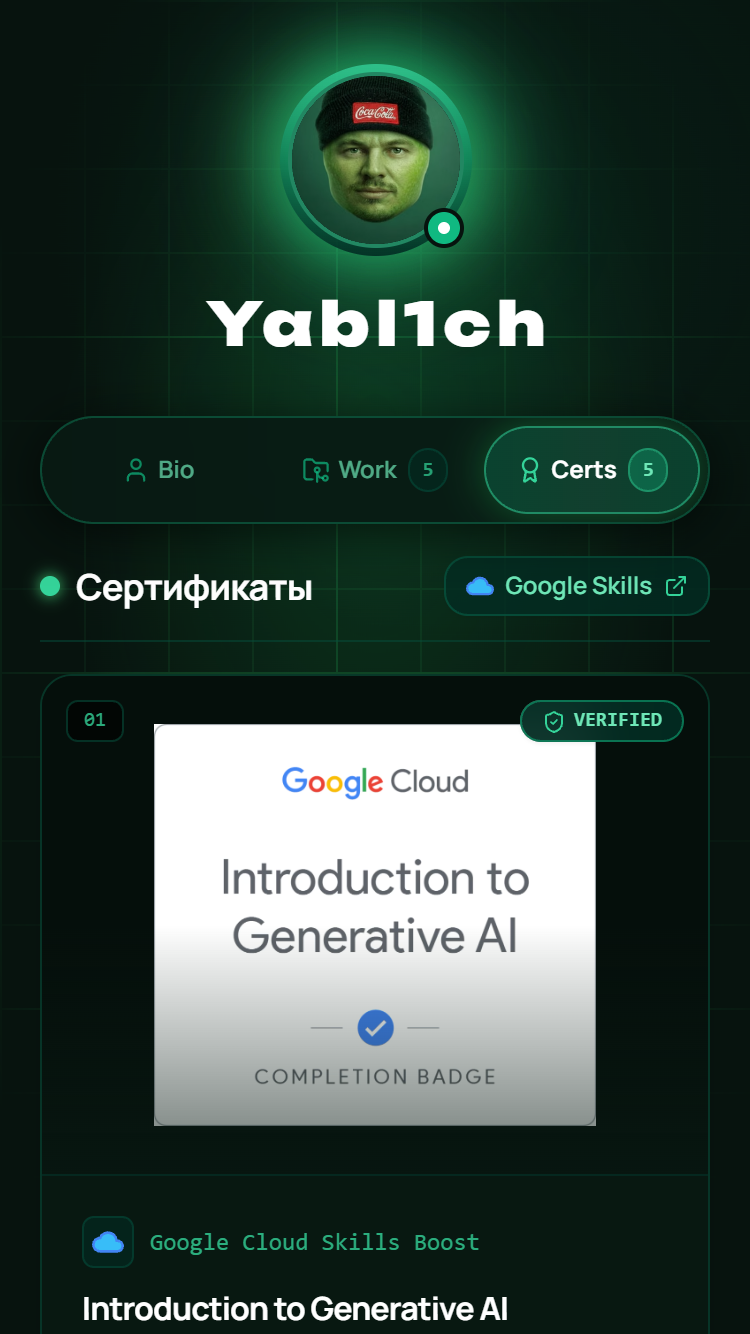 Coca-Cola
Yabl1ch
Bio
Work 5
Certs 5
Сертификаты
Google Skills
01
VERIFIED
Google Cloud
Introduction to
Generative AI
COMPLETION BADGE
Google Cloud Skills Boost
Introduction to Generative AI